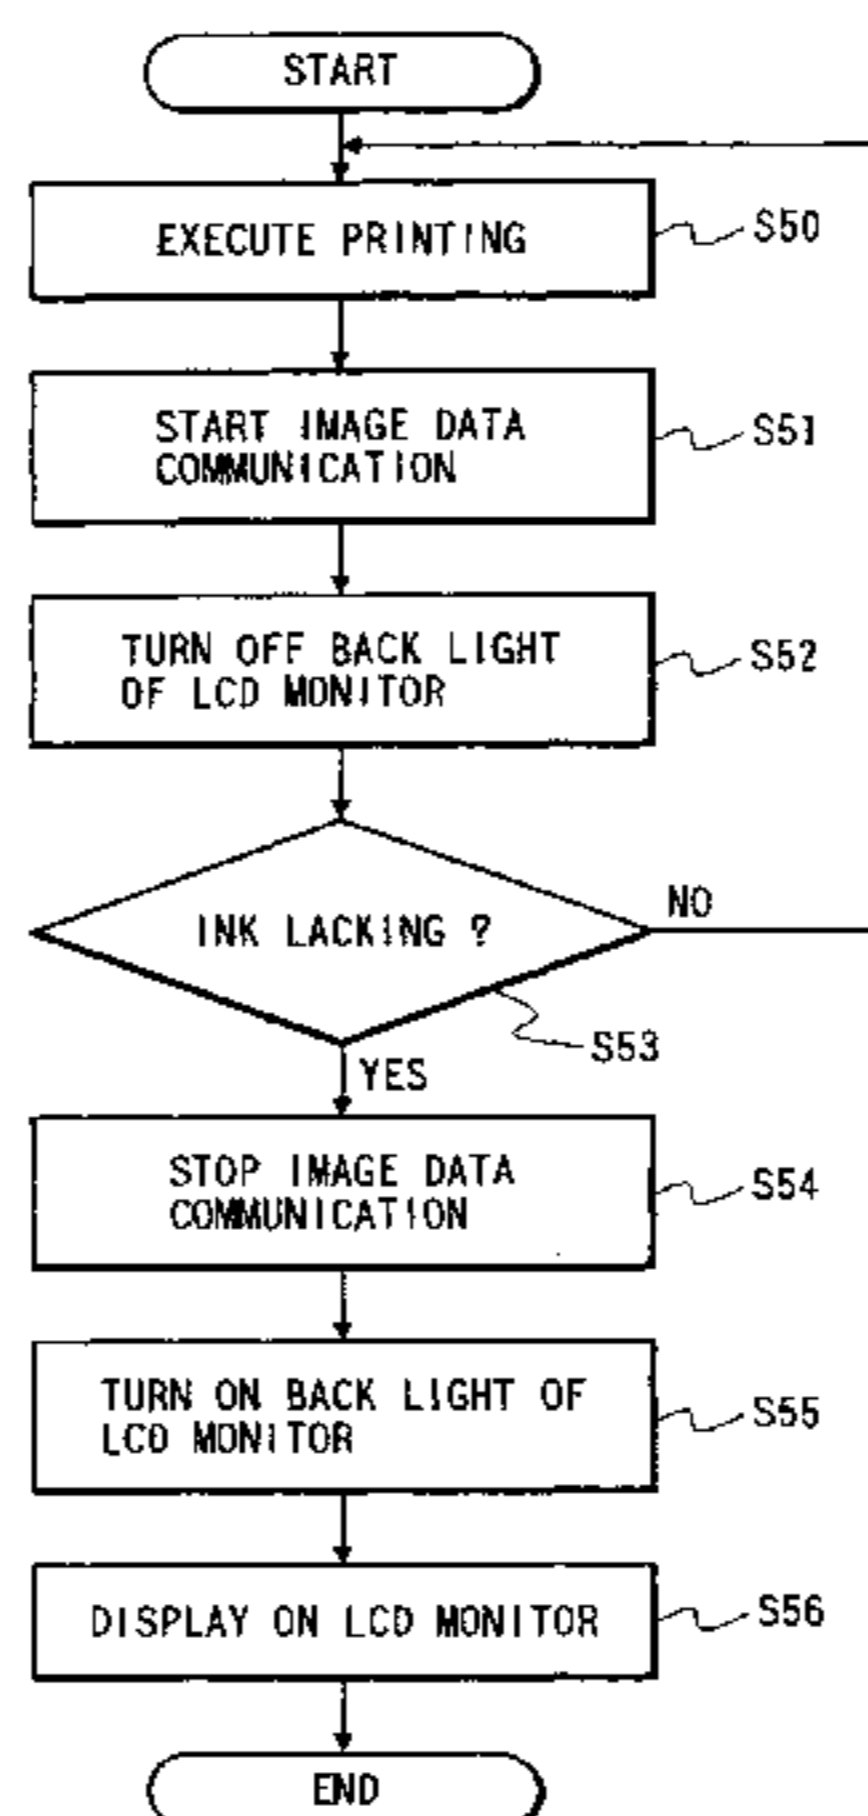 START
EXECUTE PRINTING
S50
START IMAGE DATA
COMMUNICATION
S51
TURN OFF BACK LIGHT
OF LCD MONITOR
S52
INK LACKING ?
NO
S53
YES
STOP IMAGE DATA
COMMUNICATION
S54
TURN ON BACK LIGHT OF
LCD MONITOR
S55
DISPLAY ON LCD MONITOR
S56
END